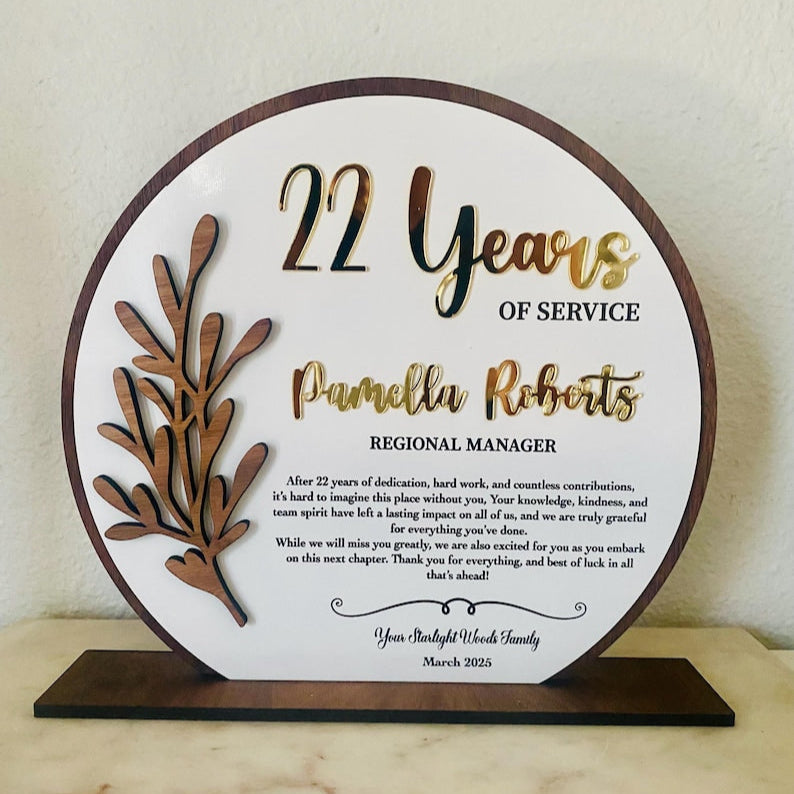 22 Years
OF SERVICE
Pamella Roberts
REGIONAL MANAGER
After 22 years of dedication, hard work, and countless contributions,
it's hard to imagine this place without you, Your knowledge, kindness, and
team spirit have left a lasting impact on all of us, and we are truly grateful
for everything you've done.
While we will miss you greatly, we are also excited for you as you embark
on this next chapter. Thank you for everything, and best of luck in all
that's ahead!
Your Starlight Woods Family
March 2025